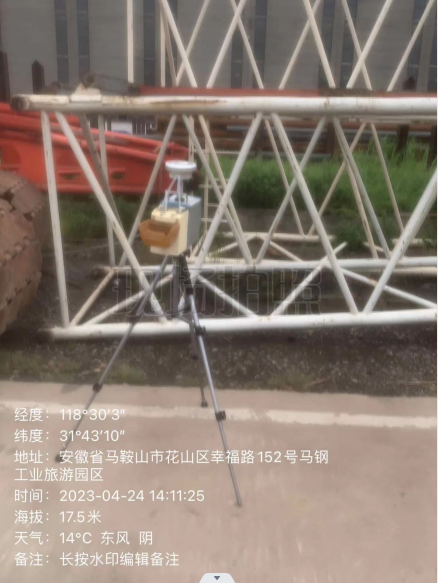 经度：118°30'3"
纬度：31°43'10"
地址：安徽省马鞍山市花山区幸福路152号马钢
工业旅游园区
时间：2023-04-24 14:11:25
海拔：17.5米
天气：14°C 东风 阴
备注：长按水印编辑备注